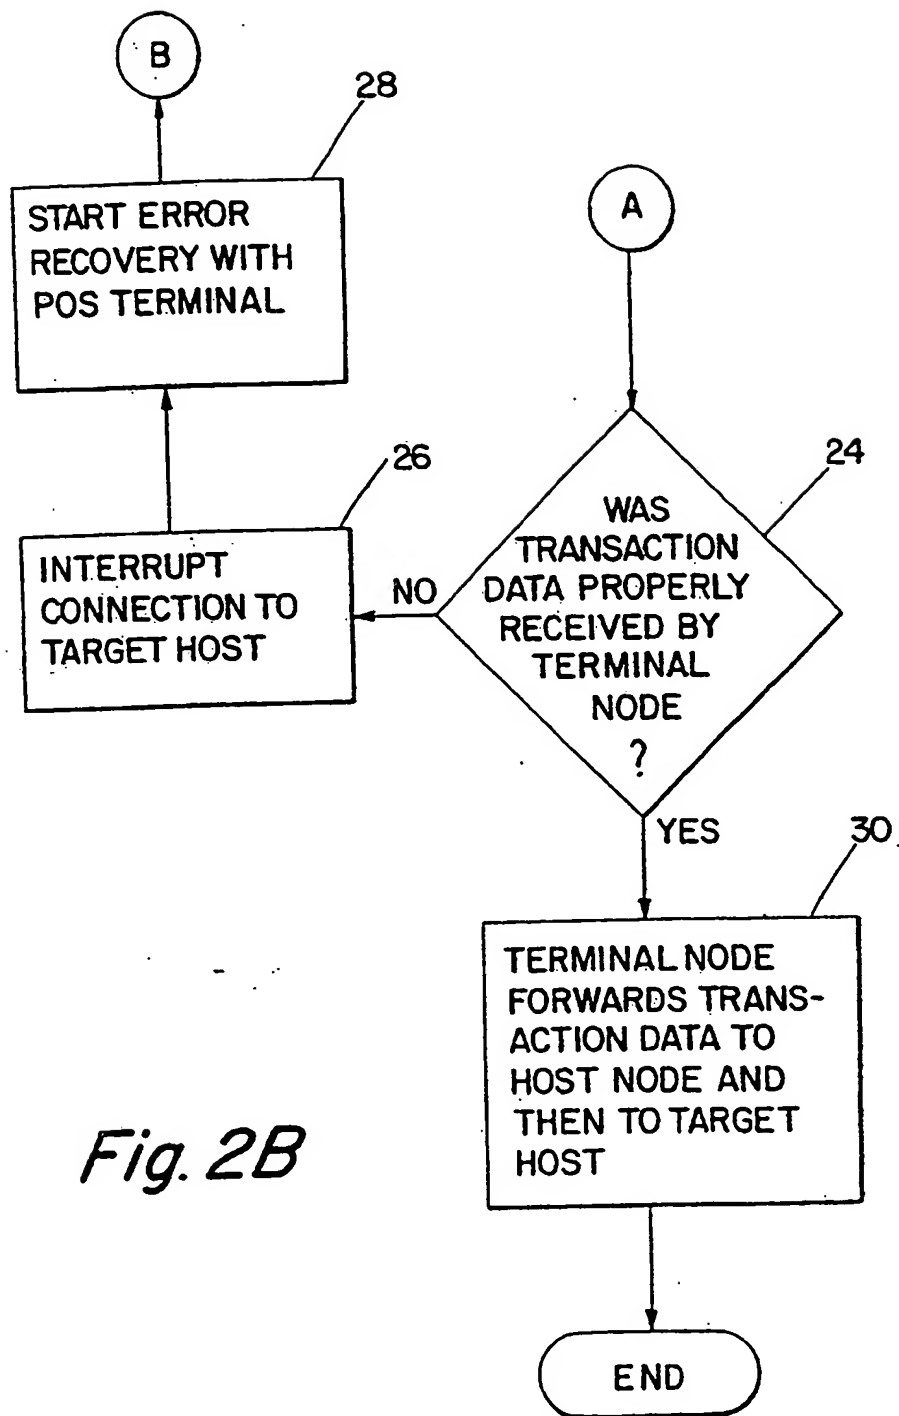 B
28
START ERROR
RECOVERY WITH
POS TERMINAL
A
26
INTERRUPT
CONNECTION TO
TARGET HOST
NO
24
WAS
TRANSACTION
DATA PROPERLY
RECEIVED BY
TERMINAL
NODE
?
YES
30
TERMINAL NODE
FORWARDS TRANS-
ACTION DATA TO
HOST NODE AND
THEN TO TARGET
HOST
Fig. 2B
END